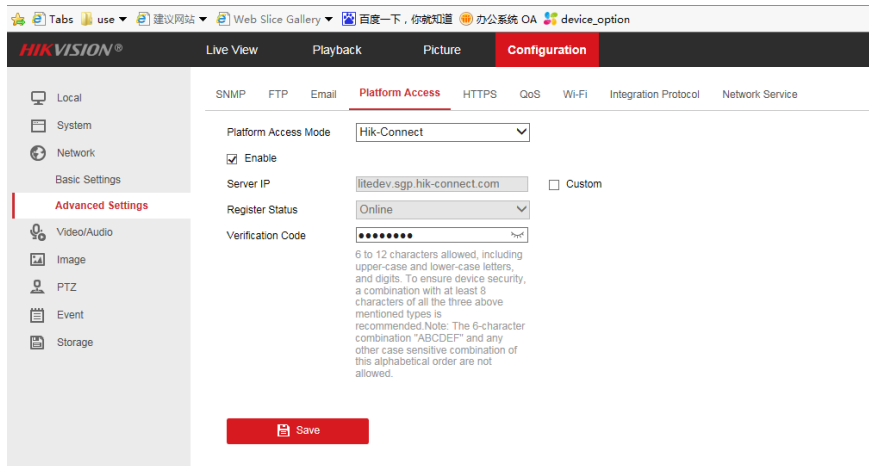 Tabs use 建议网站 Web Slice Gallery 百度一下，你就知道 办公系统 OA device_option
HIKVISION® Live View Playback Picture Configuration
Local
System
Network
Basic Settings
Advanced Settings
Video/Audio
Image
PTZ
Event
Storage
SNMP FTP Email Platform Access HTTPS QoS Wi-Fi Integration Protocol Network Service
Platform Access Mode Hik-Connect
Enable
Server IP litedev.sgp.hik-connect.com Custom
Register Status Online
Verification Code ●●●●●●●●
6 to 12 characters allowed, including
upper-case and lower-case letters,
and digits. To ensure device security,
a combination with at least 8
characters of all the three above
mentioned types is
recommended.Note: The 6-character
combination "ABCDEF" and any
other case sensitive combination of
this alphabetical order are not
allowed.
Save